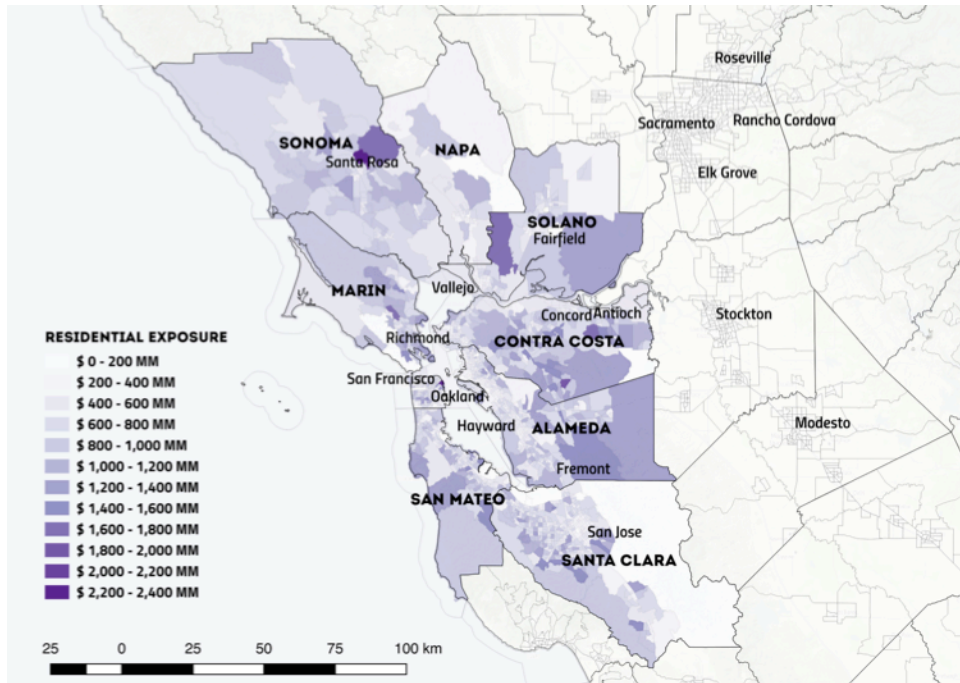 Roseville
Sacramento
Rancho Cordova
SONOMA
NAPA
Santa Rosa
Elk Grove
SOLANO
Fairfield
MARIN
Vallejo
Concord
Antioch
Stockton
Richmond
CONTRA COSTA
San Francisco
Oakland
Hayward
ALAMEDA
Modesto
Fremont
SAN MATEO
San Jose
SANTA CLARA
RESIDENTIAL EXPOSURE
$ 0 - 200 MM
$ 200 - 400 MM
$ 400 - 600 MM
$ 600 - 800 MM
$ 800 - 1,000 MM
$ 1,000 - 1,200 MM
$ 1,200 - 1,400 MM
$ 1,400 - 1,600 MM
$ 1,600 - 1,800 MM
$ 1,800 - 2,000 MM
$ 2,000 - 2,200 MM
$ 2,200 - 2,400 MM
25 0 25 50 75 100 km